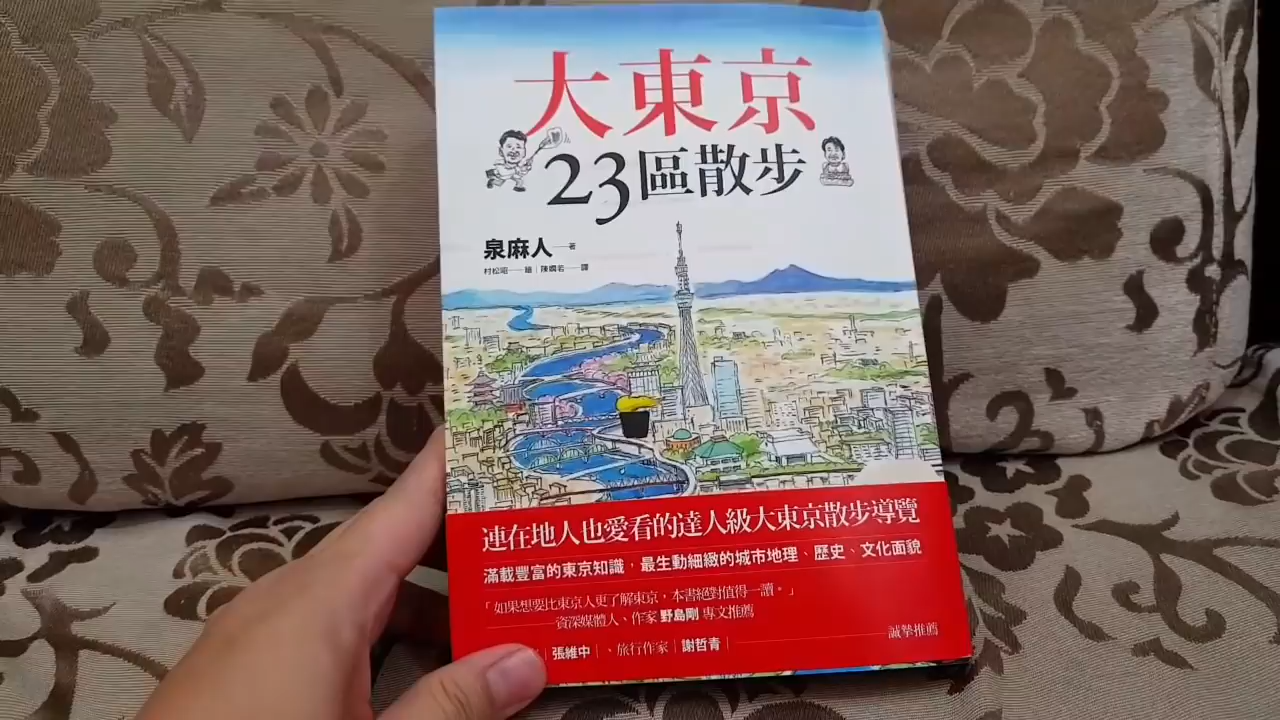 大東京
23區散步
泉麻人——著
村松昭——繪｜陳嫻若——譯
連在地人也愛看的達人級大東京散步導覽
滿載豐富的東京知識，最生動細緻的城市地理、歷史、文化面貌
「如果想要比東京人更了解東京，本書絕對值得一讀。」
——資深媒體人、作家 野島剛 專文推薦
｜張維中｜、旅行作家｜謝哲青｜——誠摯推薦